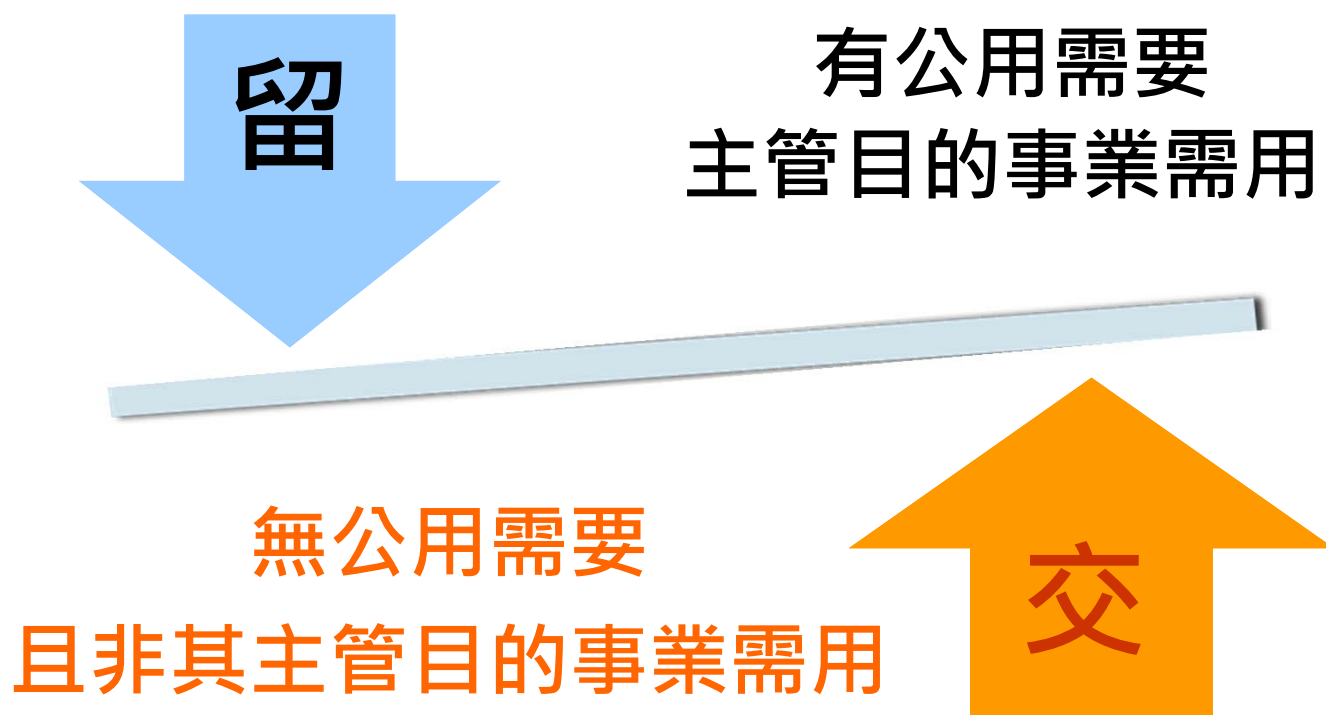 留
有公用需要
主管目的事業需用
無公用需要
且非其主管目的事業需用
交